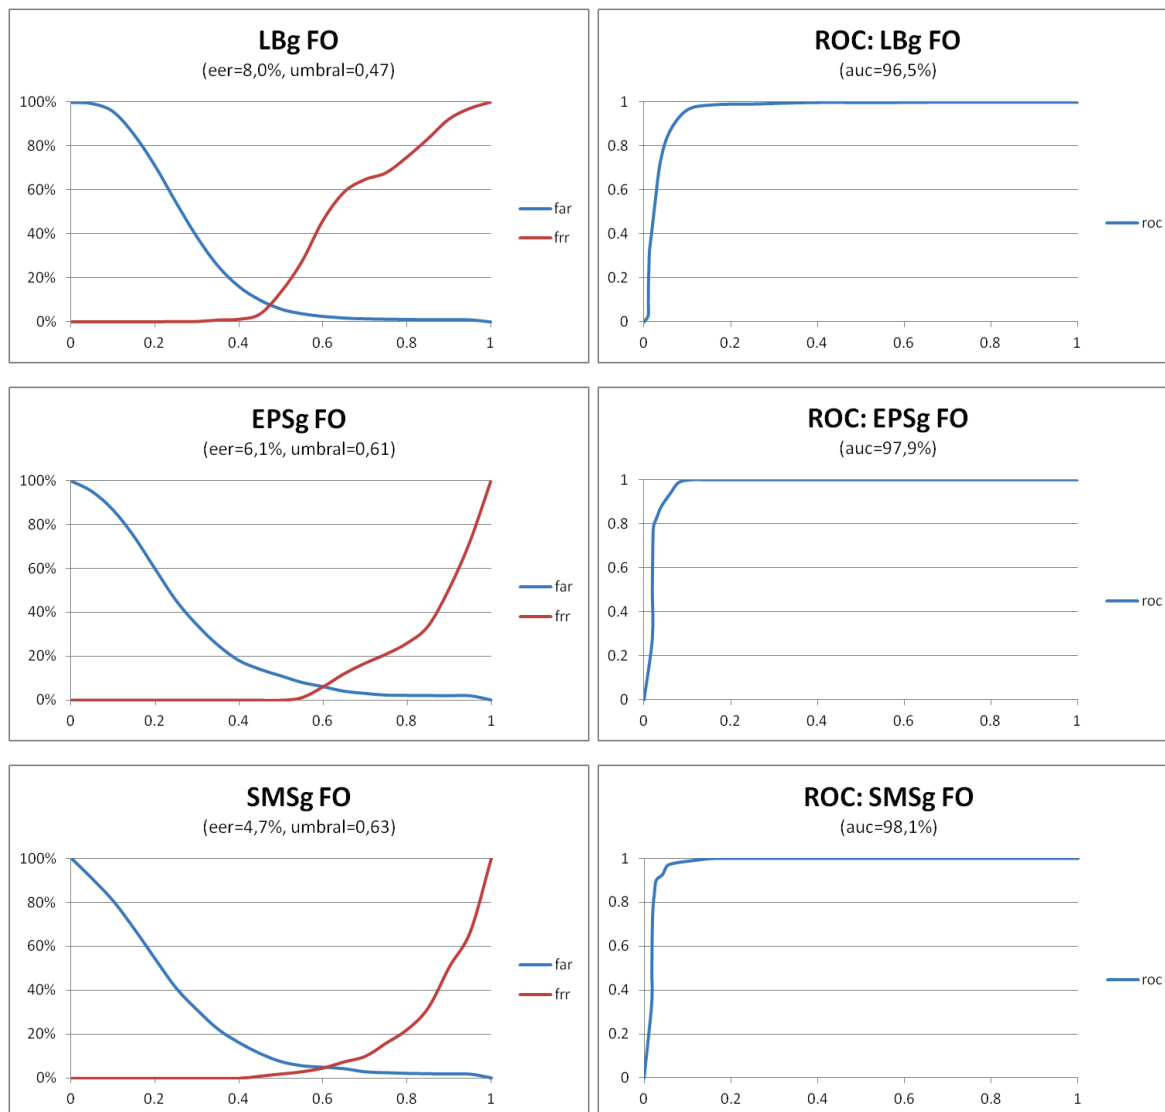 LBg FO
(eer=8,0%, umbral=0,47)
100%
80%
60%
40%
20%
0%
0 0.2 0.4 0.6 0.8 1
far
frr
ROC: LBg FO
(auc=96,5%)
1
0.8
0.6
0.4
0.2
0
0 0.2 0.4 0.6 0.8 1
roc
EPSg FO
(eer=6,1%, umbral=0,61)
100%
80%
60%
40%
20%
0%
0 0.2 0.4 0.6 0.8 1
far
frr
ROC: EPSg FO
(auc=97,9%)
1
0.8
0.6
0.4
0.2
0
0 0.2 0.4 0.6 0.8 1
roc
SMSg FO
(eer=4,7%, umbral=0,63)
100%
80%
60%
40%
20%
0%
0 0.2 0.4 0.6 0.8 1
far
frr
ROC: SMSg FO
(auc=98,1%)
1
0.8
0.6
0.4
0.2
0
0 0.2 0.4 0.6 0.8 1
roc